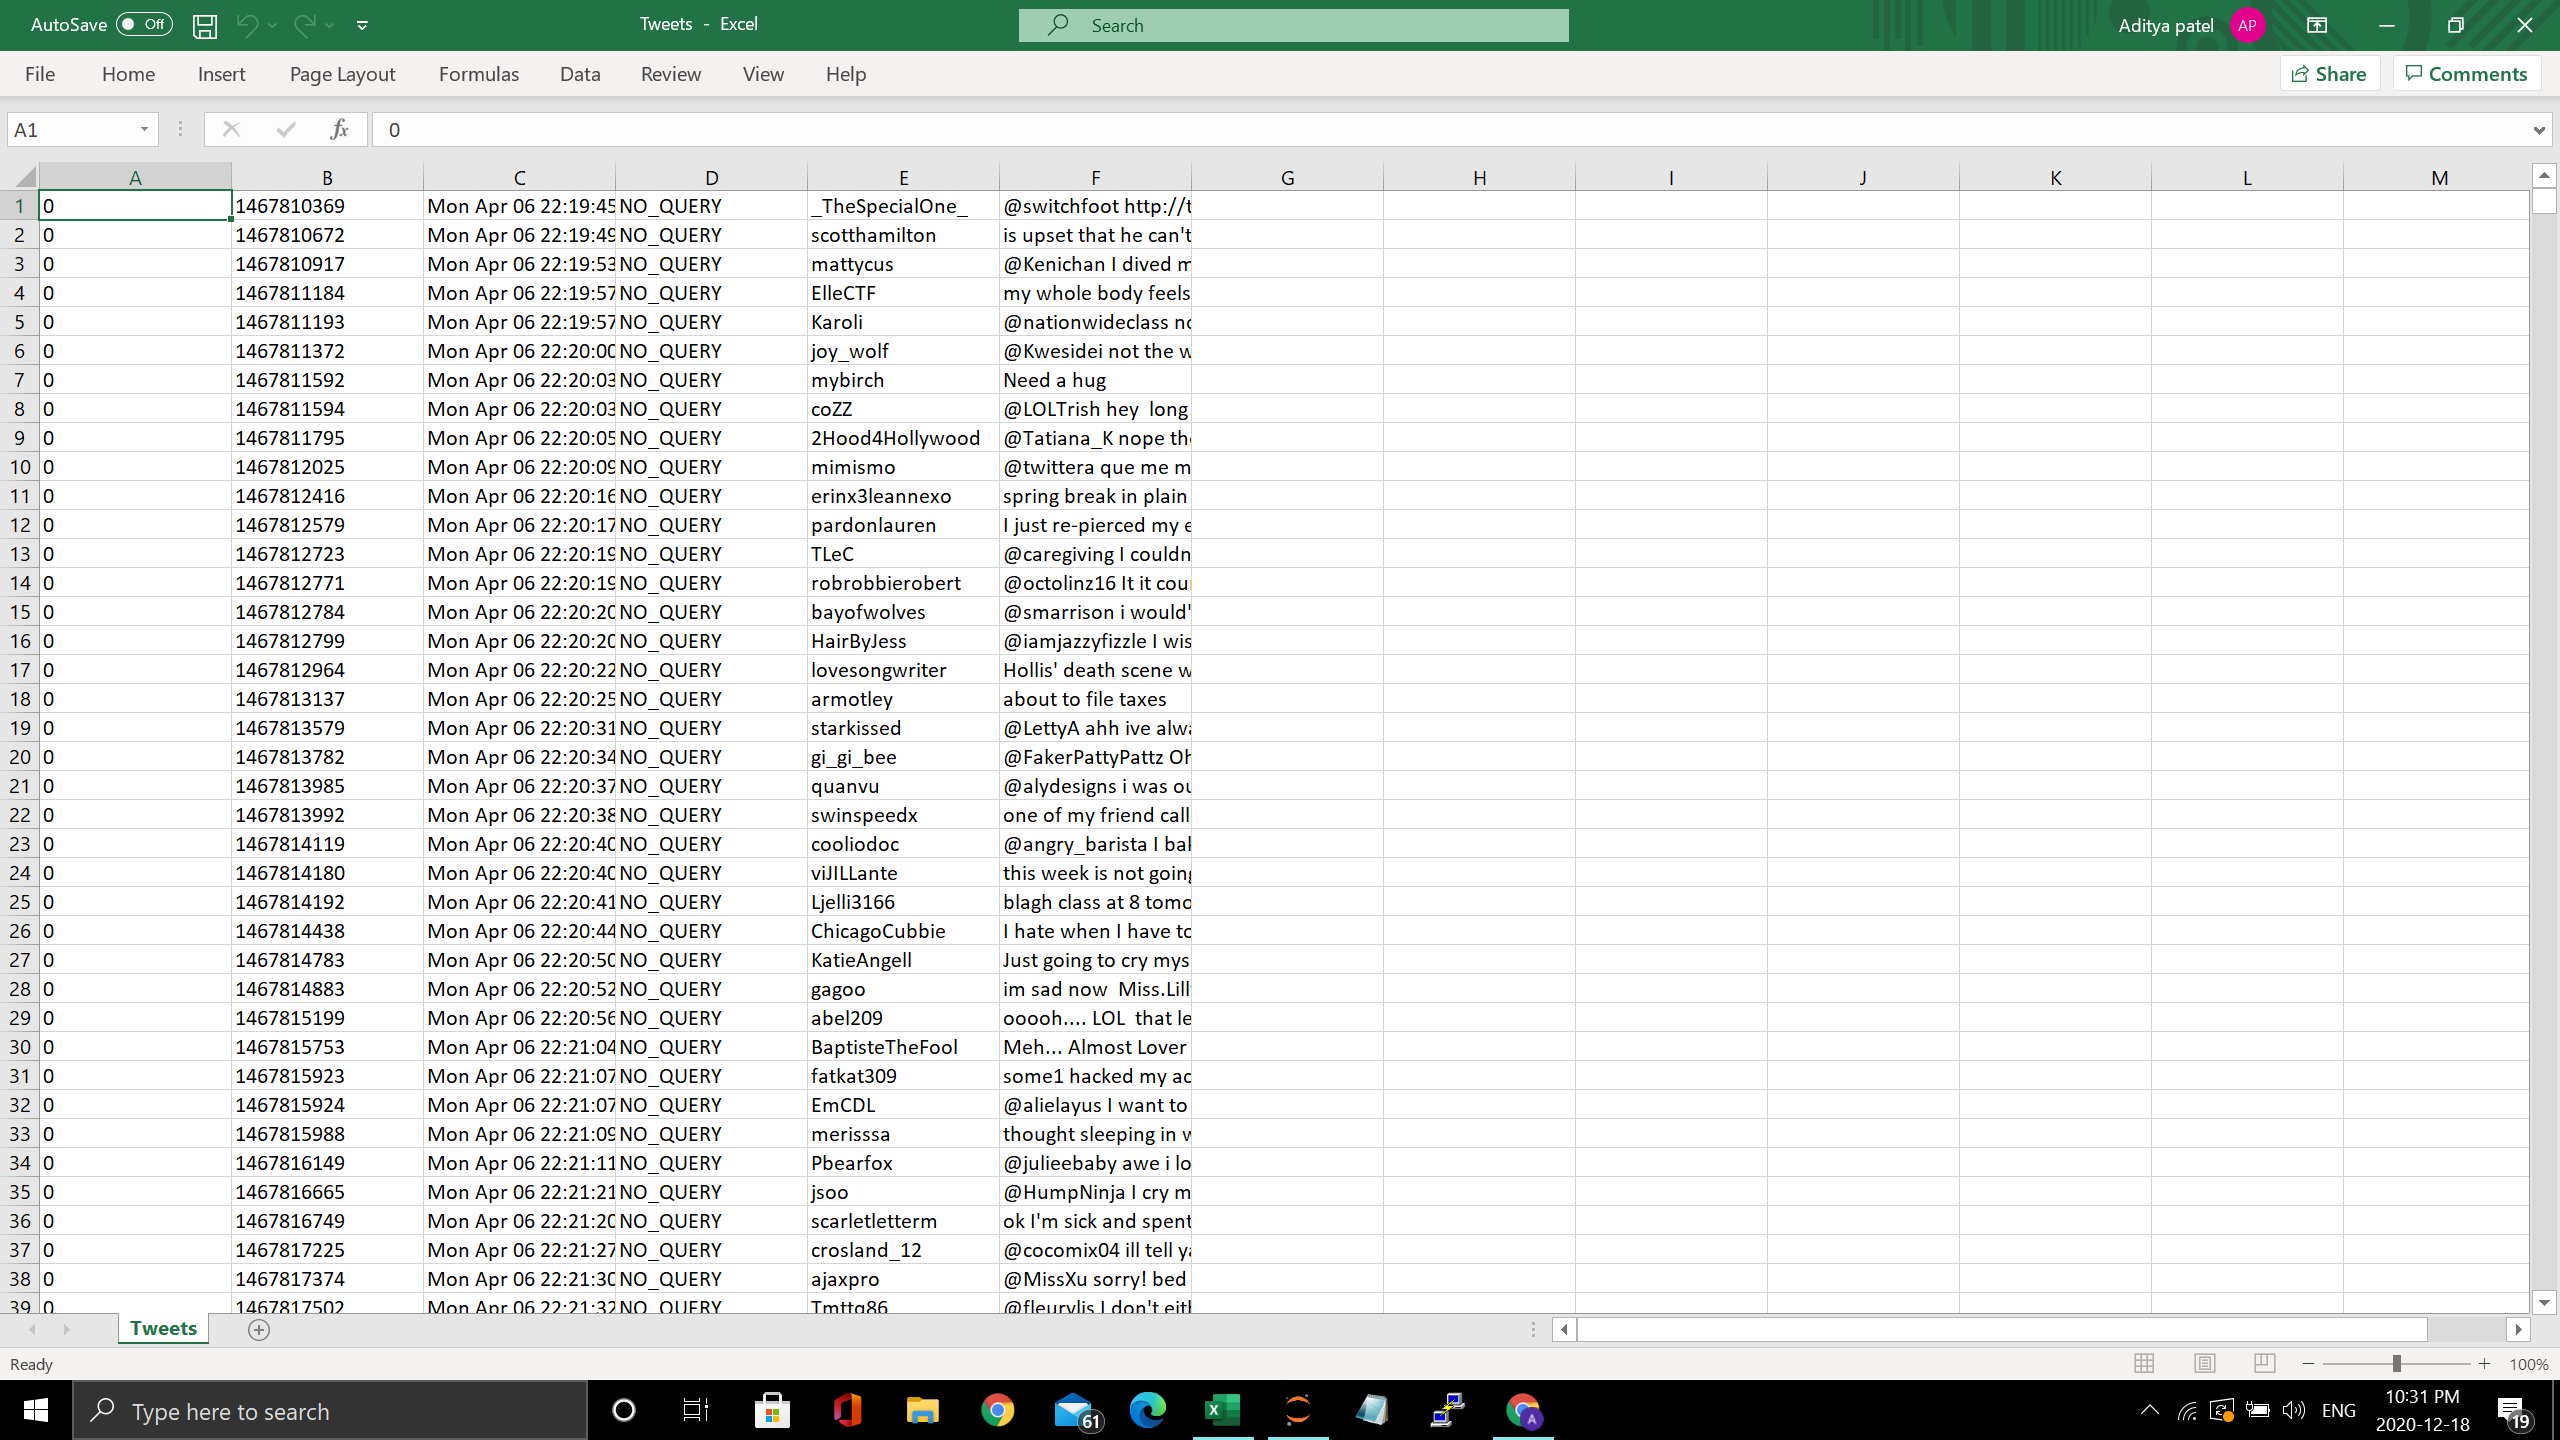 AutoSave Off Tweets - Excel Search Aditya patel AP
File Home Insert Page Layout Formulas Data Review View Help Share Comments
A1 fx 0
A B C D E F G H I J K L M
1 0 1467810369 Mon Apr 06 22:19:45 NO_QUERY _TheSpecialOne_ @switchfoot http://t
2 0 1467810672 Mon Apr 06 22:19:49 NO_QUERY scotthamilton is upset that he can't
3 0 1467810917 Mon Apr 06 22:19:53 NO_QUERY mattycus @Kenichan I dived m
4 0 1467811184 Mon Apr 06 22:19:57 NO_QUERY ElleCTF my whole body feels
5 0 1467811193 Mon Apr 06 22:19:57 NO_QUERY Karoli @nationwideclass no
6 0 1467811372 Mon Apr 06 22:20:00 NO_QUERY joy_wolf @Kwesidei not the w
7 0 1467811592 Mon Apr 06 22:20:03 NO_QUERY mybirch Need a hug
8 0 1467811594 Mon Apr 06 22:20:03 NO_QUERY coZZ @LOLTrish hey long
9 0 1467811795 Mon Apr 06 22:20:05 NO_QUERY 2Hood4Hollywood @Tatiana_K nope the
10 0 1467812025 Mon Apr 06 22:20:09 NO_QUERY mimismo @twittera que me m
11 0 1467812416 Mon Apr 06 22:20:16 NO_QUERY erinx3leannexo spring break in plain
12 0 1467812579 Mon Apr 06 22:20:17 NO_QUERY pardonlauren I just re-pierced my e
13 0 1467812723 Mon Apr 06 22:20:19 NO_QUERY TLeC @caregiving I couldn
14 0 1467812771 Mon Apr 06 22:20:19 NO_QUERY robrobbierobert @octolinz16 It it cou
15 0 1467812784 Mon Apr 06 22:20:20 NO_QUERY bayofwolves @smarrison i would'
16 0 1467812799 Mon Apr 06 22:20:20 NO_QUERY HairByJess @iamjazzyfizzle I wis
17 0 1467812964 Mon Apr 06 22:20:22 NO_QUERY lovesongwriter Hollis' death scene w
18 0 1467813137 Mon Apr 06 22:20:25 NO_QUERY armotley about to file taxes
19 0 1467813579 Mon Apr 06 22:20:31 NO_QUERY starkissed @LettyA ahh ive alwa
20 0 1467813782 Mon Apr 06 22:20:34 NO_QUERY gi_gi_bee @FakerPattyPattz Oh
21 0 1467813985 Mon Apr 06 22:20:37 NO_QUERY quanvu @alydesigns i was ou
22 0 1467813992 Mon Apr 06 22:20:38 NO_QUERY swinspeedx one of my friend call
23 0 1467814119 Mon Apr 06 22:20:40 NO_QUERY cooliodoc @angry_barista I bak
24 0 1467814180 Mon Apr 06 22:20:40 NO_QUERY viJILLante this week is not going
25 0 1467814192 Mon Apr 06 22:20:41 NO_QUERY Ljelli3166 blagh class at 8 tomo
26 0 1467814438 Mon Apr 06 22:20:44 NO_QUERY ChicagoCubbie I hate when I have to
27 0 1467814783 Mon Apr 06 22:20:50 NO_QUERY KatieAngell Just going to cry mys
28 0 1467814883 Mon Apr 06 22:20:52 NO_QUERY gagoo im sad now Miss.Lill
29 0 1467815199 Mon Apr 06 22:20:56 NO_QUERY abel209 ooooh.... LOL that le
30 0 1467815753 Mon Apr 06 22:21:04 NO_QUERY BaptisteTheFool Meh... Almost Lover
31 0 1467815923 Mon Apr 06 22:21:07 NO_QUERY fatkat309 some1 hacked my ac
32 0 1467815924 Mon Apr 06 22:21:07 NO_QUERY EmCDL @alielayus I want to
33 0 1467815988 Mon Apr 06 22:21:09 NO_QUERY merisssa thought sleeping in w
34 0 1467816149 Mon Apr 06 22:21:11 NO_QUERY Pbearfox @julieebaby awe i lo
35 0 1467816665 Mon Apr 06 22:21:21 NO_QUERY jsoo @HumpNinja I cry m
36 0 1467816749 Mon Apr 06 22:21:20 NO_QUERY scarletletterm ok I'm sick and spent
37 0 1467817225 Mon Apr 06 22:21:27 NO_QUERY crosland_12 @cocomix04 ill tell ya
38 0 1467817374 Mon Apr 06 22:21:30 NO_QUERY ajaxpro @MissXu sorry! bed
39 0 1467817502 Mon Apr 06 22:21:32 NO_QUERY Tmttq86 @fleurylis I don't eith
Tweets
Ready 100%
Type here to search 61 A ENG 10:31 PM 19
2020-12-18